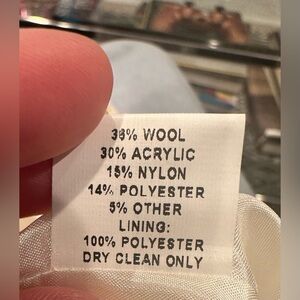 36% WOOL
30% ACRYLIC
15% NYLON
14% POLYESTER
5% OTHER
LINING:
100% POLYESTER
DRY CLEAN ONLY